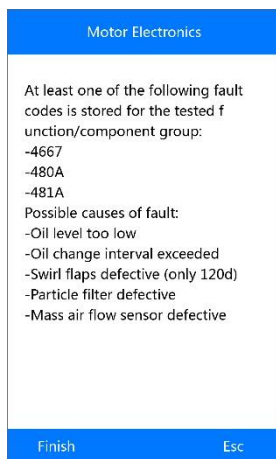 Motor Electronics
At least one of the following fault
codes is stored for the tested f
unction/component group:
-4667
-480A
-481A
Possible causes of fault:
-Oil level too low
-Oil change interval exceeded
-Swirl flaps defective (only 120d)
-Particle filter defective
-Mass air flow sensor defective
Finish Esc